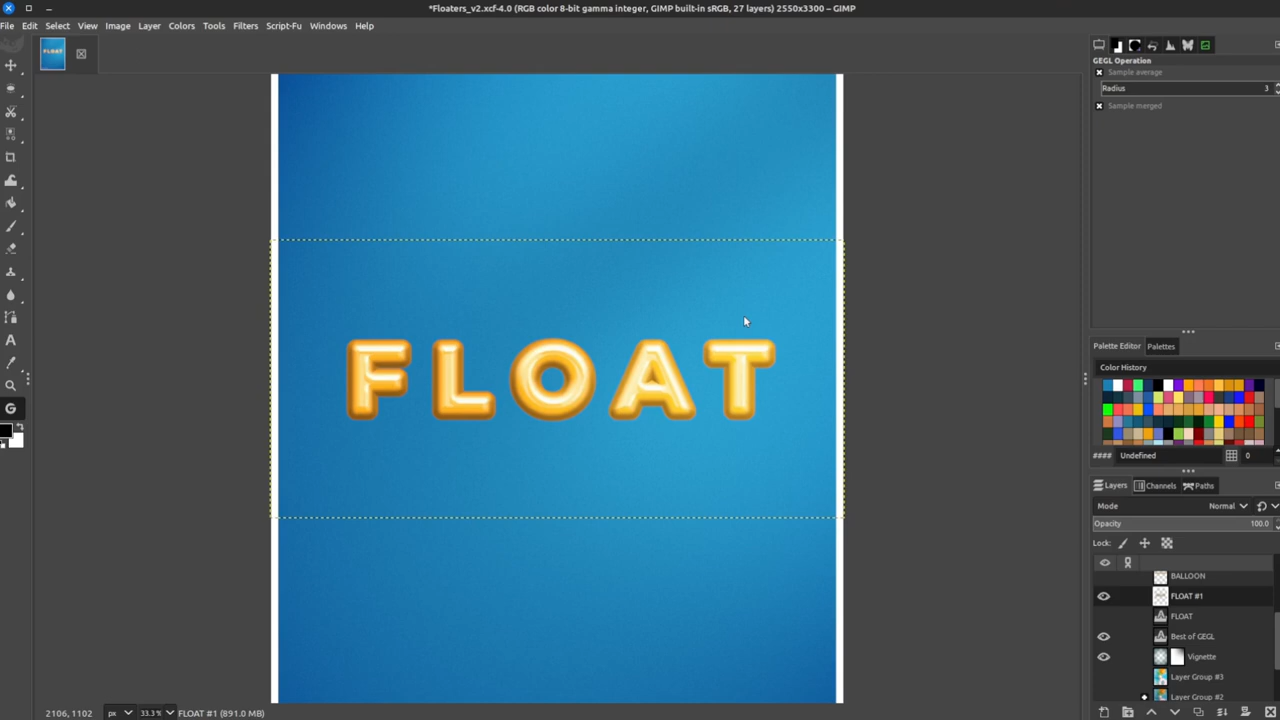 *Floaters_v2.xcf-4.0 (RGB color 8-bit gamma integer, GIMP built-in sRGB, 27 layers) 2550x3300 – GIMP
File Edit Select View Image Layer Colors Tools Filters Script-Fu Windows Help
FLOAT
GEGL Operation
Sample average
Radius 3
Sample merged
FLOAT
Palette Editor Palettes
Color History
#### Undefined 0
Layers Channels Paths
Mode Normal
Opacity 100.0
Lock:
BALLOON
FLOAT #1
FLOAT
Best of GEGL
Vignette
Layer Group #3
Layer Group #2
2106, 1102 px 33.3% FLOAT #1 (891.0 MB)